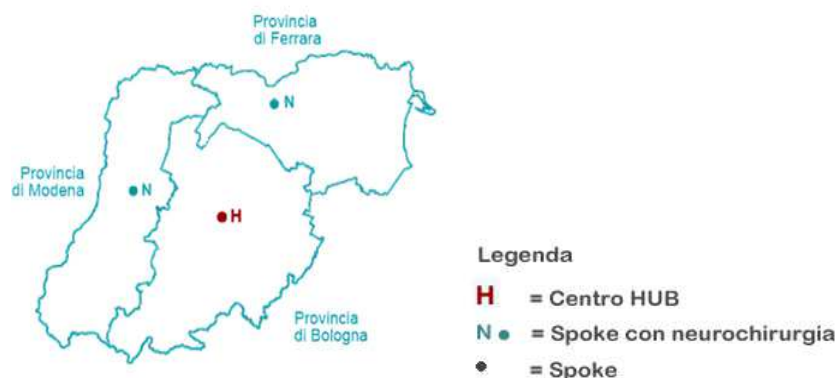 Provincia
di Ferrara
N
Provincia
di Modena
N
H
Provincia
di Bologna
Legenda
H = Centro HUB
N = Spoke con neurochirurgia
= Spoke